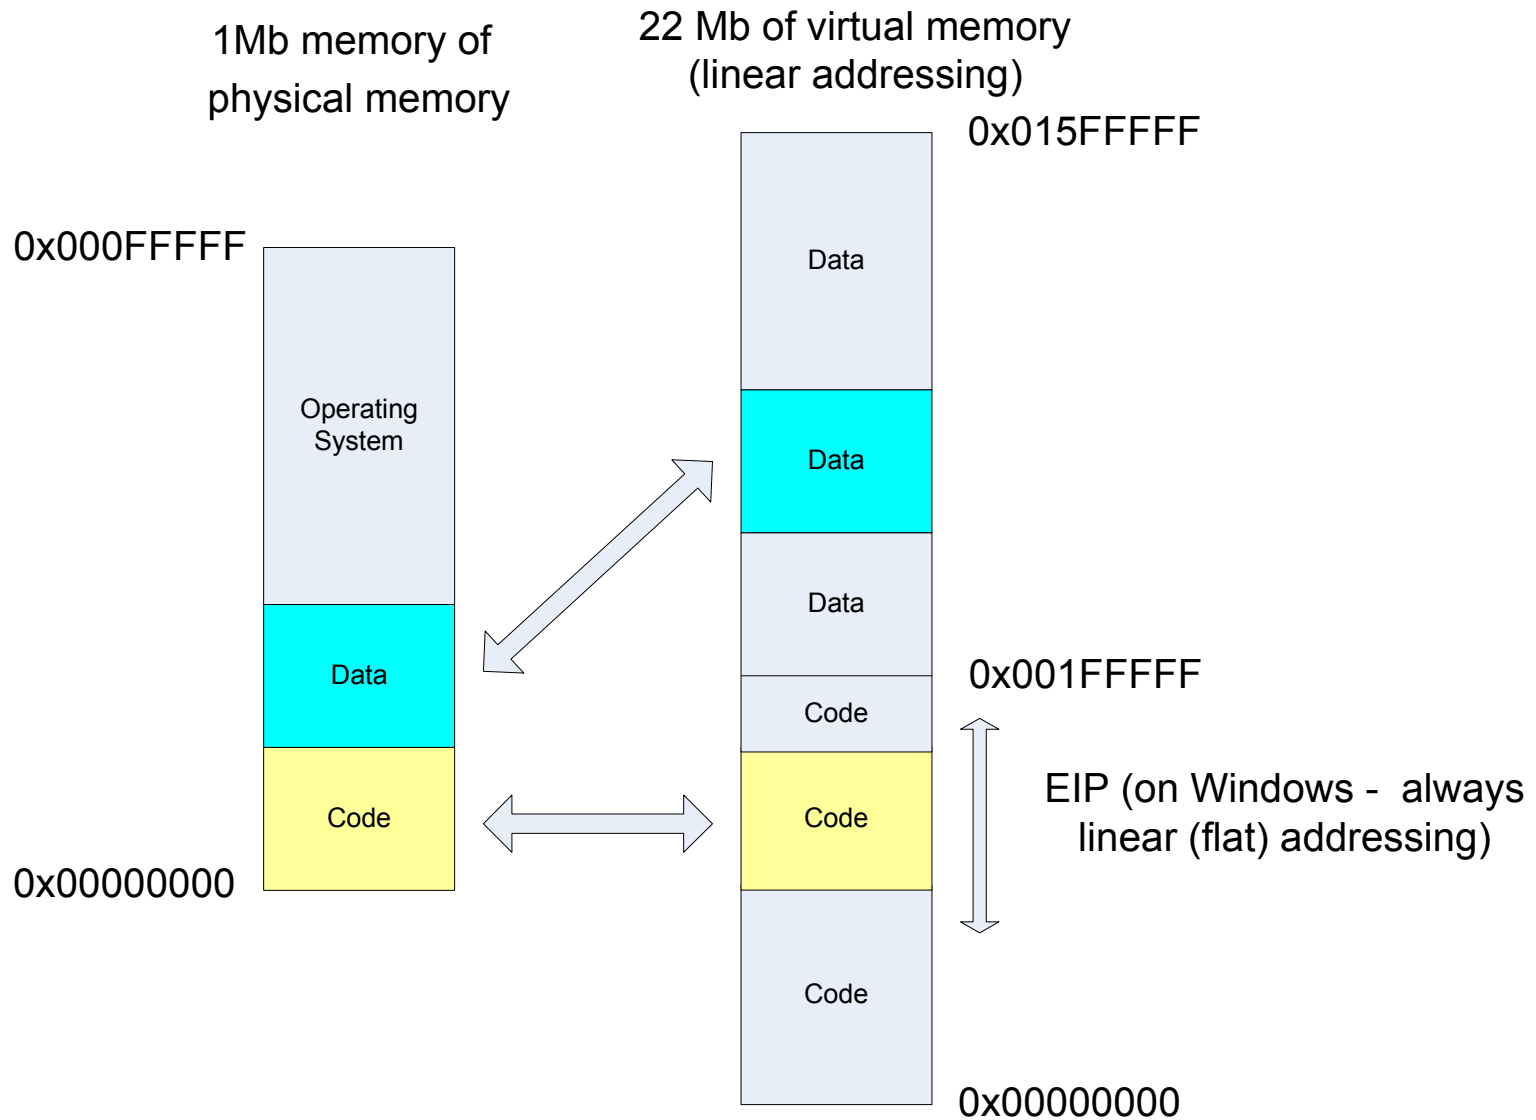 1Mb memory of
physical memory
22 Mb of virtual memory
(linear addressing)
0x015FFFFF
0x000FFFFF
Data
Operating
System
Data
Data
Data
0x001FFFFF
Code
EIP (on Windows -  always
linear (flat) addressing)
Code
Code
0x00000000
Code
0x00000000